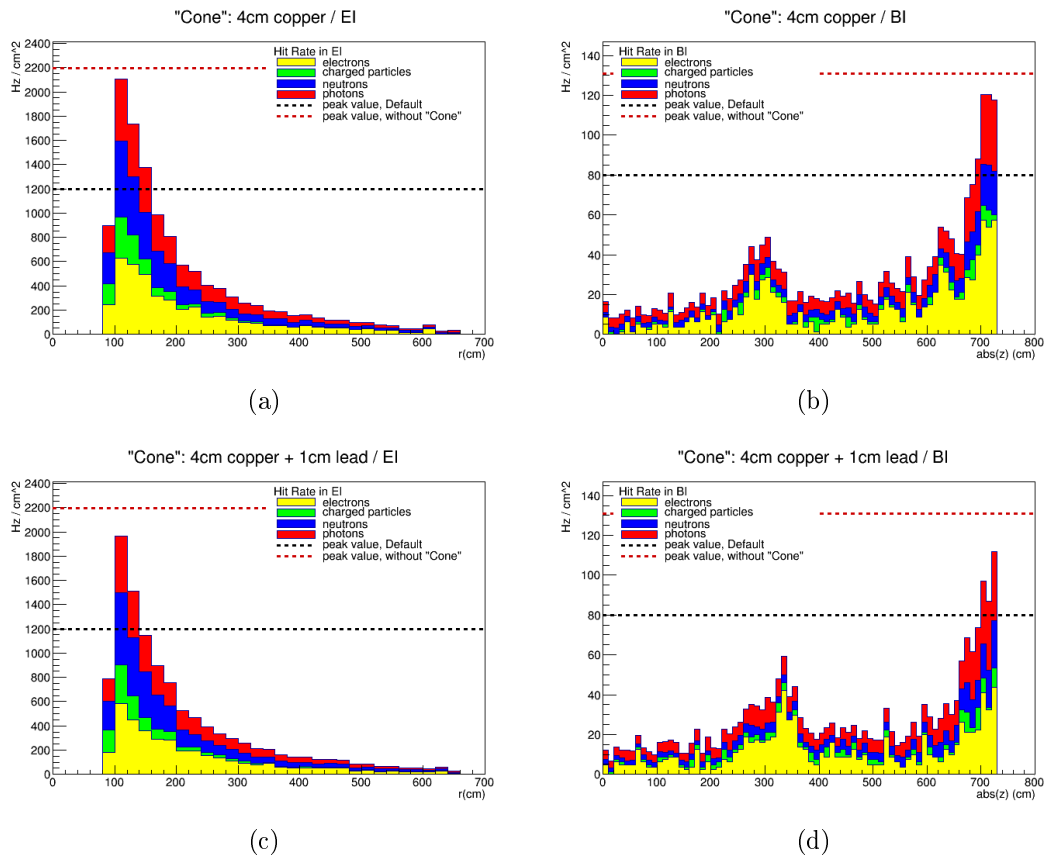 "Cone": 4cm copper / EI
Hz / cm^2
2400
2200
2000
1800
1600
1400
1200
1000
800
600
400
200
0
Hit Rate in EI
electrons
charged particles
neutrons
photons
peak value, Default
peak value, without "Cone"
0 100 200 300 400 500 600 700
r(cm)
(a)
"Cone": 4cm copper / BI
Hz / cm^2
140
120
100
80
60
40
20
0
Hit Rate in BI
electrons
charged particles
neutrons
photons
peak value, Default
peak value, without "Cone"
0 100 200 300 400 500 600 700 800
abs(z) (cm)
(b)
"Cone": 4cm copper + 1cm lead / EI
Hz / cm^2
2400
2200
2000
1800
1600
1400
1200
1000
800
600
400
200
0
Hit Rate in EI
electrons
charged particles
neutrons
photons
peak value, Default
peak value, without "Cone"
0 100 200 300 400 500 600 700
r(cm)
(c)
"Cone": 4cm copper + 1cm lead / BI
Hz / cm^2
140
120
100
80
60
40
20
0
Hit Rate in BI
electrons
charged particles
neutrons
photons
peak value, Default
peak value, without "Cone"
0 100 200 300 400 500 600 700 800
abs(z) (cm)
(d)